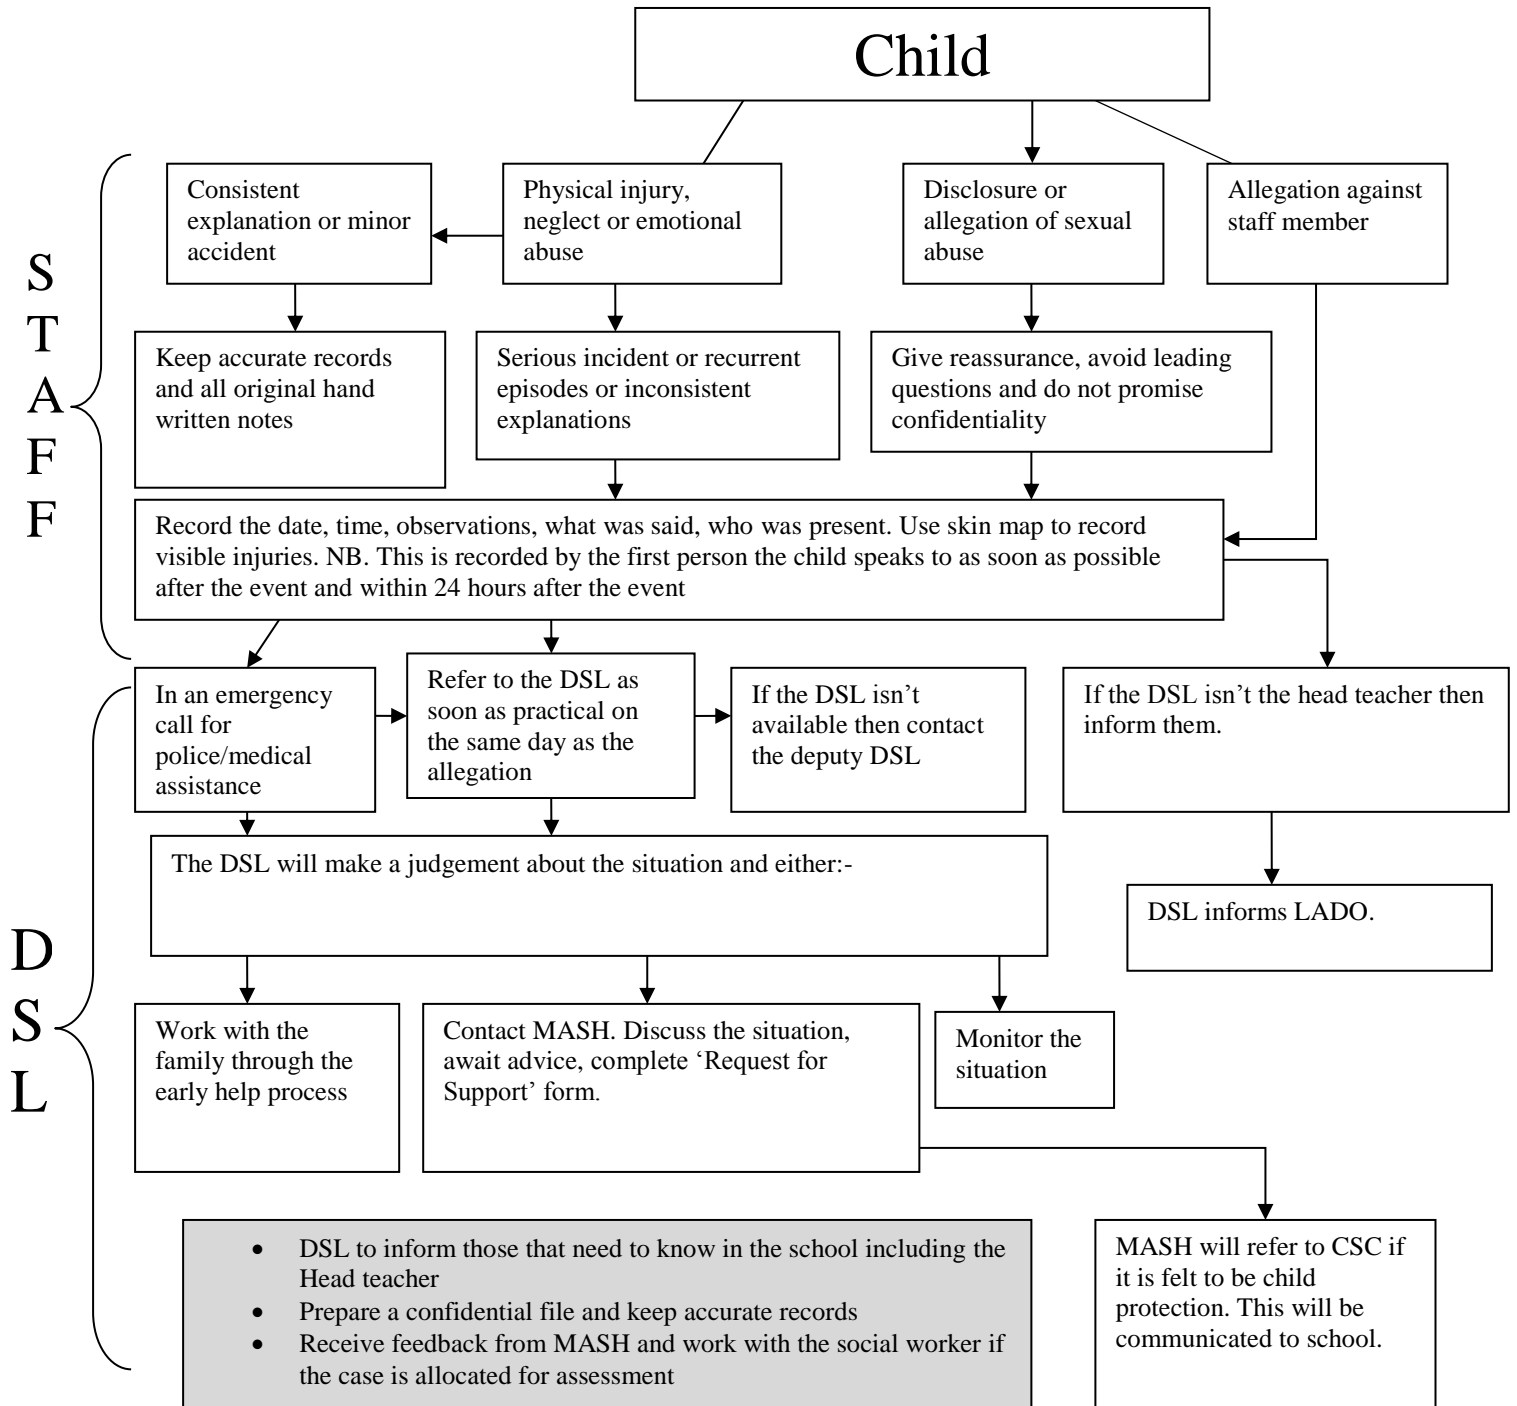 Child
Consistent
explanation or minor
accident
Physical injury,
neglect or emotional
abuse
Disclosure or
allegation of sexual
abuse
Allegation against
staff member
S
T
A
F
F
Keep accurate records
and all original hand
written notes
Serious incident or recurrent
episodes or inconsistent
explanations
Give reassurance, avoid leading
questions and do not promise
confidentiality
Record the date, time, observations, what was said, who was present. Use skin map to record
visible injuries. NB. This is recorded by the first person the child speaks to as soon as possible
after the event and within 24 hours after the event
In an emergency
call for
police/medical
assistance
Refer to the DSL as
soon as practical on
the same day as the
allegation
If the DSL isn’t
available then contact
the deputy DSL
If the DSL isn’t the head teacher then
inform them.
The DSL will make a judgement about the situation and either:-
DSL informs LADO.
D
S
L
Work with the
family through the
early help process
Contact MASH. Discuss the situation,
await advice, complete ‘Request for
Support’ form.
Monitor the
situation
• DSL to inform those that need to know in the school including the
Head teacher
• Prepare a confidential file and keep accurate records
• Receive feedback from MASH and work with the social worker if
the case is allocated for assessment
MASH will refer to CSC if
it is felt to be child
protection. This will be
communicated to school.